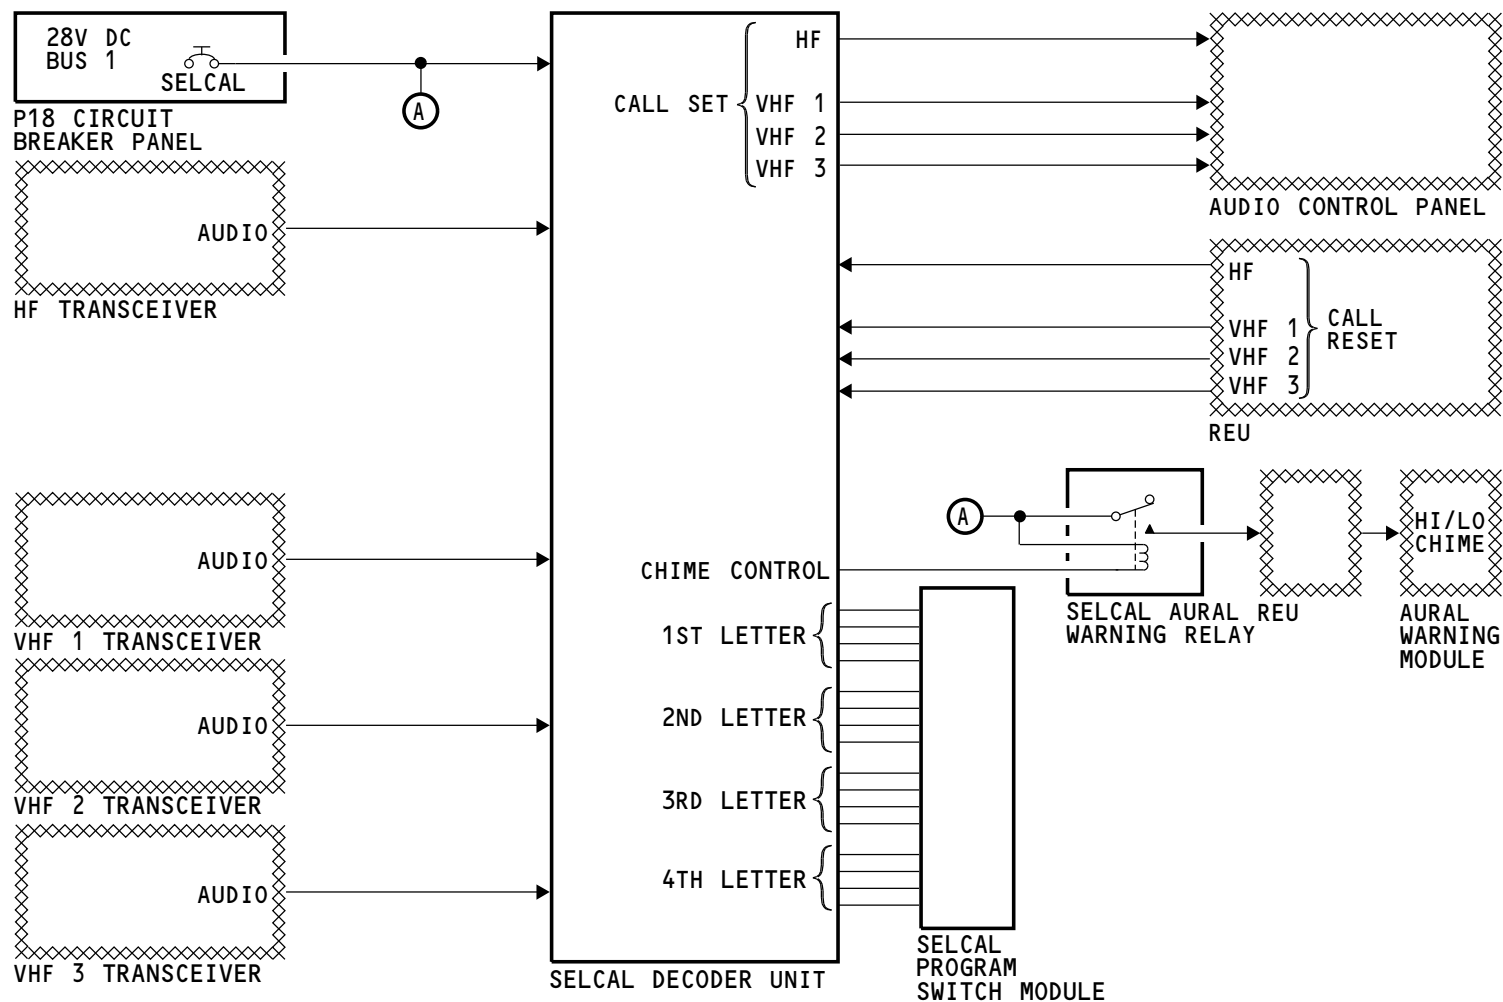 28V DC
BUS 1
SELCAL
P18 CIRCUIT
BREAKER PANEL
A
AUDIO
HF TRANSCEIVER
AUDIO
VHF 1 TRANSCEIVER
AUDIO
VHF 2 TRANSCEIVER
AUDIO
VHF 3 TRANSCEIVER
HF
CALL SET
VHF 1
VHF 2
VHF 3
CHIME CONTROL
1ST LETTER
2ND LETTER
3RD LETTER
4TH LETTER
SELCAL DECODER UNIT
AUDIO CONTROL PANEL
HF
VHF 1
VHF 2
VHF 3
CALL
RESET
REU
A
SELCAL AURAL
WARNING RELAY
REU
HI/LO
CHIME
AURAL
WARNING
MODULE
SELCAL
PROGRAM
SWITCH MODULE